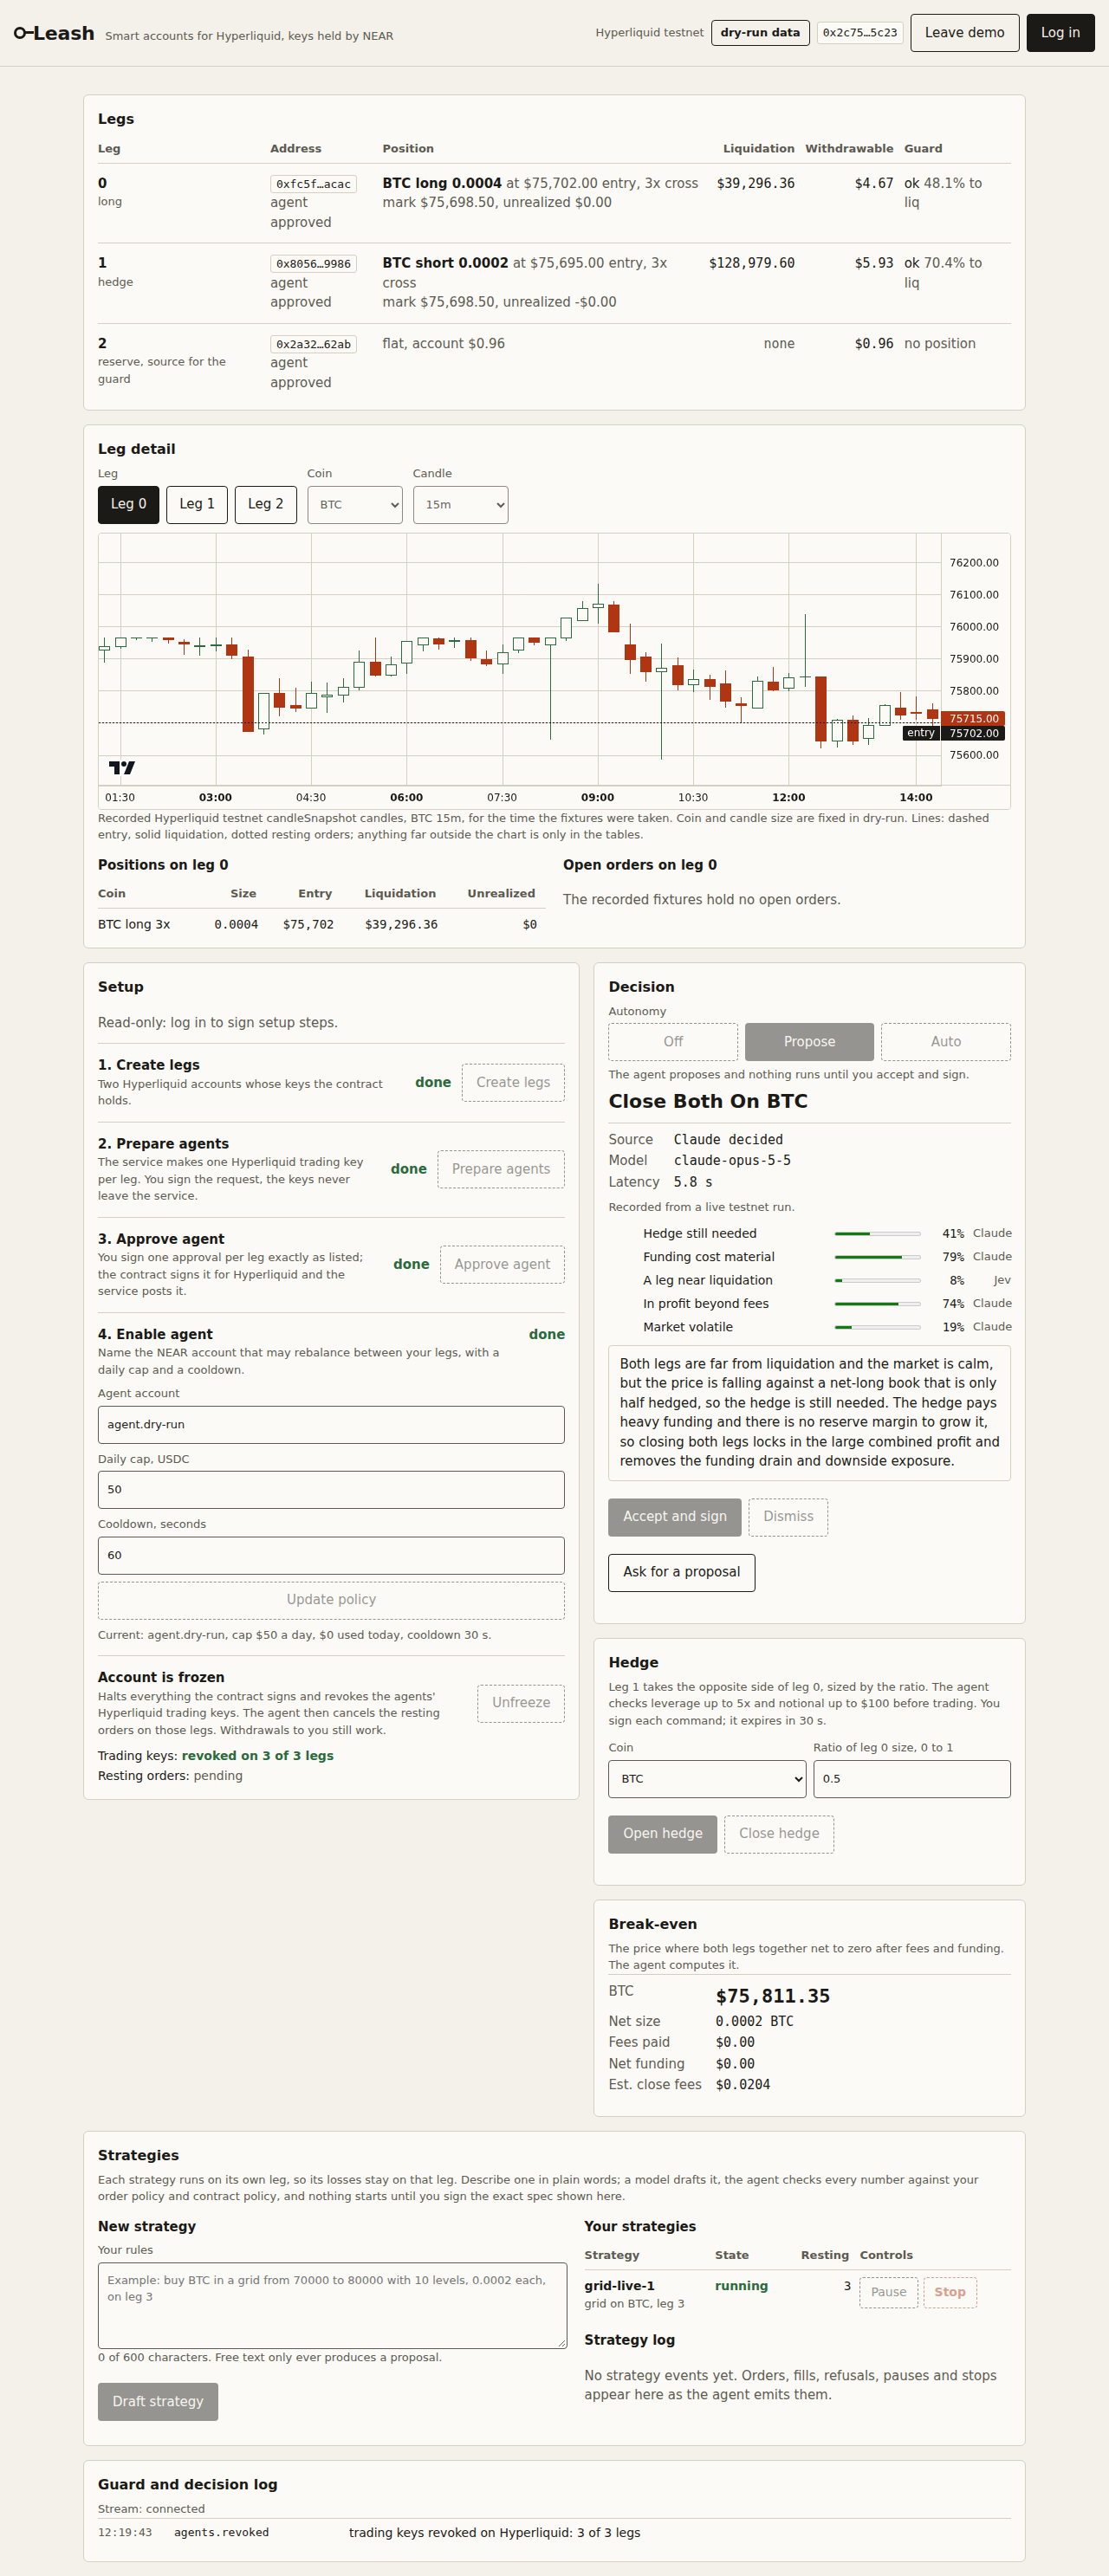 Leash Smart accounts for Hyperliquid, keys held by NEAR
Hyperliquid testnet dry-run data 0x2c75…5c23 Leave demo Log in
Legs
Leg Address Position Liquidation Withdrawable Guard
0 0xfc5f…acac BTC long 0.0004 at $75,702.00 entry, 3x cross $39,296.36 $4.67 ok 48.1% to
long agent mark $75,698.50, unrealized $0.00 liq
approved
1 0x8056…9986 BTC short 0.0002 at $75,695.00 entry, 3x $128,979.60 $5.93 ok 70.4% to
hedge agent cross liq
approved mark $75,698.50, unrealized -$0.00
2 0x2a32…62ab flat, account $0.96 none $0.96 no position
reserve, source for the agent
guard approved
Leg detail
Leg Coin Candle
Leg 0 Leg 1 Leg 2 BTC 15m
76200.00
76100.00
76000.00
75900.00
75800.00
75715.00
entry 75702.00
75600.00
01:30 03:00 04:30 06:00 07:30 09:00 10:30 12:00 14:00
Recorded Hyperliquid testnet candleSnapshot candles, BTC 15m, for the time the fixtures were taken. Coin and candle size are fixed in dry-run. Lines: dashed
entry, solid liquidation, dotted resting orders; anything far outside the chart is only in the tables.
Positions on leg 0
Coin Size Entry Liquidation Unrealized
BTC long 3x 0.0004 $75,702 $39,296.36 $0
Open orders on leg 0
The recorded fixtures hold no open orders.
Setup
Read-only: log in to sign setup steps.
1. Create legs
Two Hyperliquid accounts whose keys the contract
holds.
done Create legs
2. Prepare agents
The service makes one Hyperliquid trading key
per leg. You sign the request, the keys never
leave the service.
done Prepare agents
3. Approve agent
You sign one approval per leg exactly as listed;
the contract signs it for Hyperliquid and the
service posts it.
done Approve agent
4. Enable agent done
Name the NEAR account that may rebalance between your legs, with a
daily cap and a cooldown.
Agent account
agent.dry-run
Daily cap, USDC
50
Cooldown, seconds
60
Update policy
Current: agent.dry-run, cap $50 a day, $0 used today, cooldown 30 s.
Account is frozen
Halts everything the contract signs and revokes the agents'
Hyperliquid trading keys. The agent then cancels the resting
orders on those legs. Withdrawals to you still work.
Unfreeze
Trading keys: revoked on 3 of 3 legs
Resting orders: pending
Decision
Autonomy
Off Propose Auto
The agent proposes and nothing runs until you accept and sign.
Close Both On BTC
Source Claude decided
Model claude-opus-5-5
Latency 5.8 s
Recorded from a live testnet run.
Hedge still needed 41% Claude
Funding cost material 79% Claude
A leg near liquidation 8% Jev
In profit beyond fees 74% Claude
Market volatile 19% Claude
Both legs are far from liquidation and the market is calm,
but the price is falling against a net-long book that is only
half hedged, so the hedge is still needed. The hedge pays
heavy funding and there is no reserve margin to grow it,
so closing both legs locks in the large combined profit and
removes the funding drain and downside exposure.
Accept and sign Dismiss
Ask for a proposal
Hedge
Leg 1 takes the opposite side of leg 0, sized by the ratio. The agent
checks leverage up to 5x and notional up to $100 before trading. You
sign each command; it expires in 30 s.
Coin Ratio of leg 0 size, 0 to 1
BTC 0.5
Open hedge Close hedge
Break-even
The price where both legs together net to zero after fees and funding.
The agent computes it.
BTC $75,811.35
Net size 0.0002 BTC
Fees paid $0.00
Net funding $0.00
Est. close fees $0.0204
Strategies
Each strategy runs on its own leg, so its losses stay on that leg. Describe one in plain words; a model drafts it, the agent checks every number against your
order policy and contract policy, and nothing starts until you sign the exact spec shown here.
New strategy
Your rules
Example: buy BTC in a grid from 70000 to 80000 with 10 levels, 0.0002 each,
on leg 3
0 of 600 characters. Free text only ever produces a proposal.
Draft strategy
Your strategies
Strategy State Resting Controls
grid-live-1 running 3 Pause Stop
grid on BTC, leg 3
Strategy log
No strategy events yet. Orders, fills, refusals, pauses and stops
appear here as the agent emits them.
Guard and decision log
Stream: connected
12:19:43 agents.revoked trading keys revoked on Hyperliquid: 3 of 3 legs